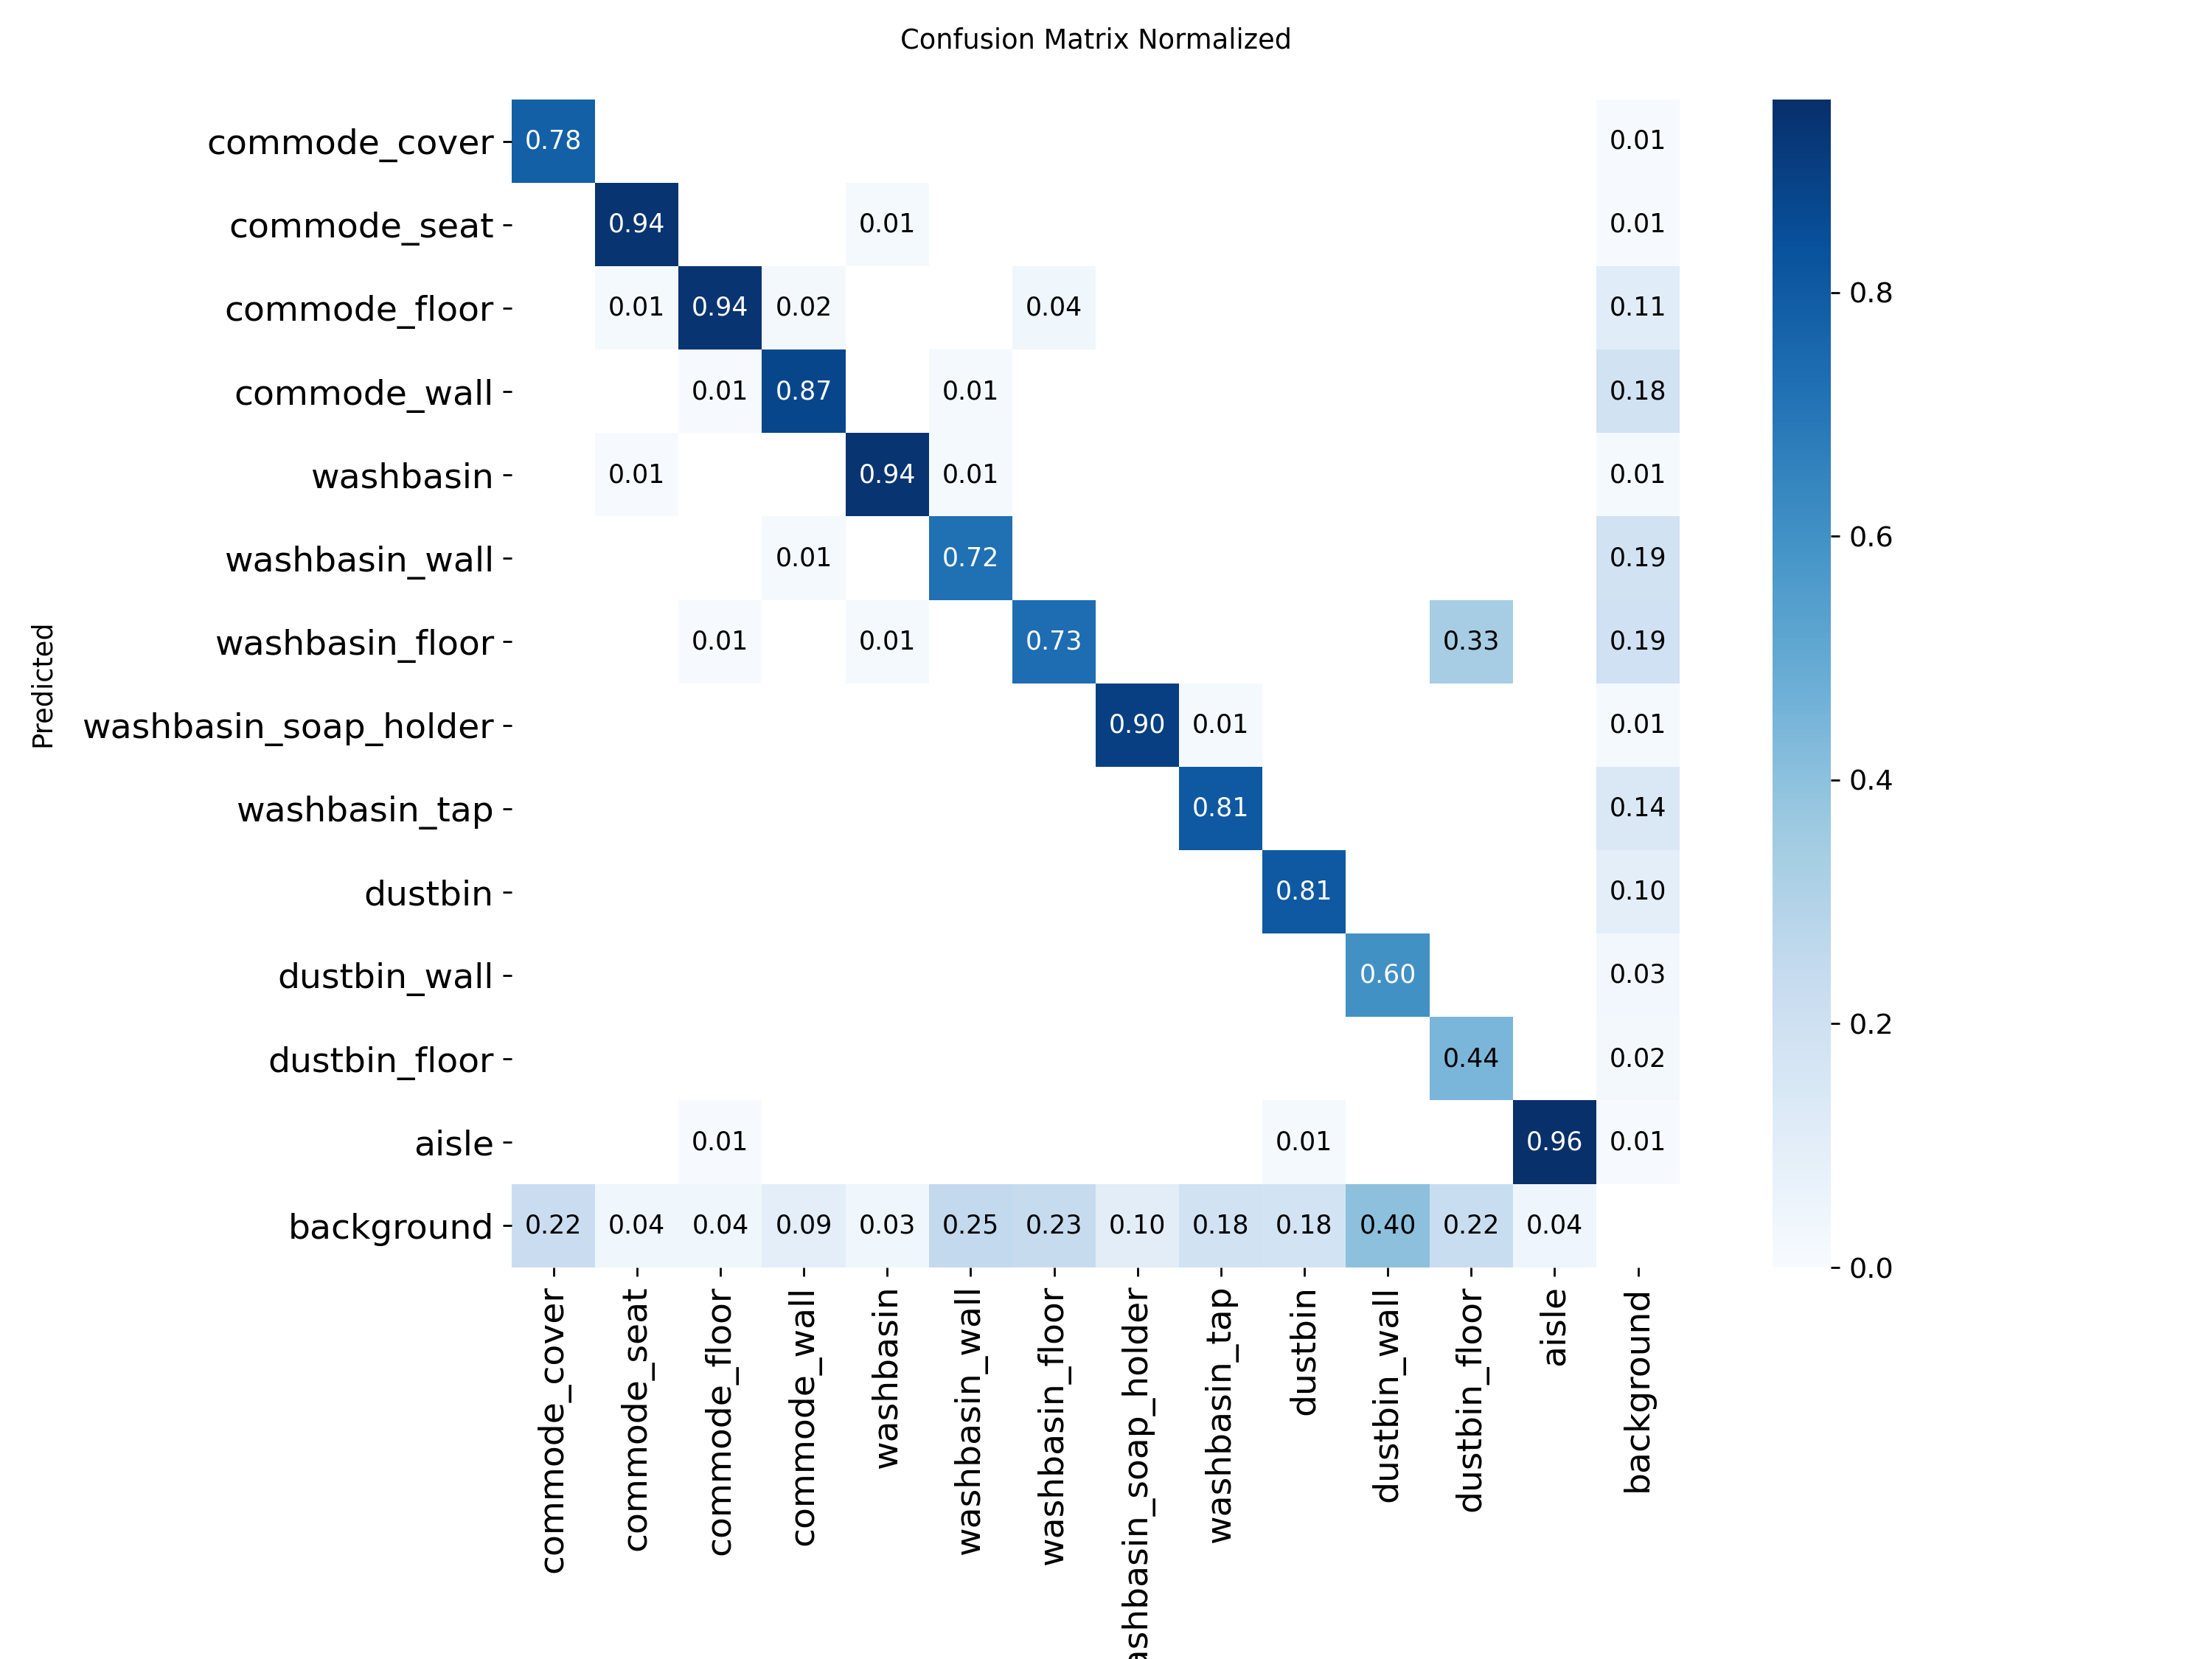 Confusion Matrix Normalized
commode_cover 0.78 0.01
commode_seat 0.94 0.01 0.01
commode_floor 0.01 0.94 0.02 0.04 0.11 0.8
commode_wall 0.01 0.87 0.01 0.18
washbasin 0.01 0.94 0.01 0.01
washbasin_wall 0.01 0.72 0.19 0.6
washbasin_floor 0.01 0.01 0.73 0.33 0.19
Predicted
washbasin_soap_holder 0.90 0.01 0.01
washbasin_tap 0.81 0.14 0.4
dustbin 0.81 0.10
dustbin_wall 0.60 0.03
dustbin_floor 0.44 0.02 0.2
aisle 0.01 0.01 0.96 0.01
background 0.22 0.04 0.04 0.09 0.03 0.25 0.23 0.10 0.18 0.18 0.40 0.22 0.04
0.0
commode_cover
commode_seat
commode_floor
commode_wall
washbasin
washbasin_wall
washbasin_floor
ashbasin_soap_holder
washbasin_tap
dustbin
dustbin_wall
dustbin_floor
aisle
background